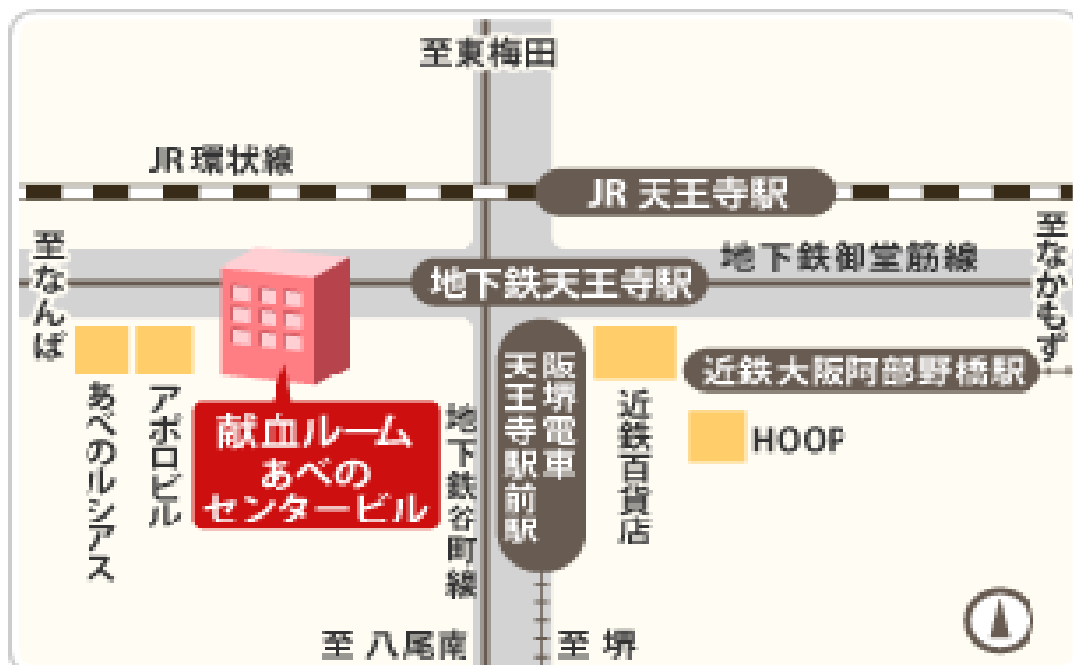 至東梅田
JR 環状線
JR 天王寺駅
至なんば
至なかもず
地下鉄御堂筋線
地下鉄天王寺駅
あべのルシアス
アポロビル
献血ルーム
あべの
センタービル
地下鉄谷町線
阪堺電車
天王寺駅前駅
近鉄百貨店
近鉄大阪阿部野橋駅
HOOP
至 八尾南
至 堺